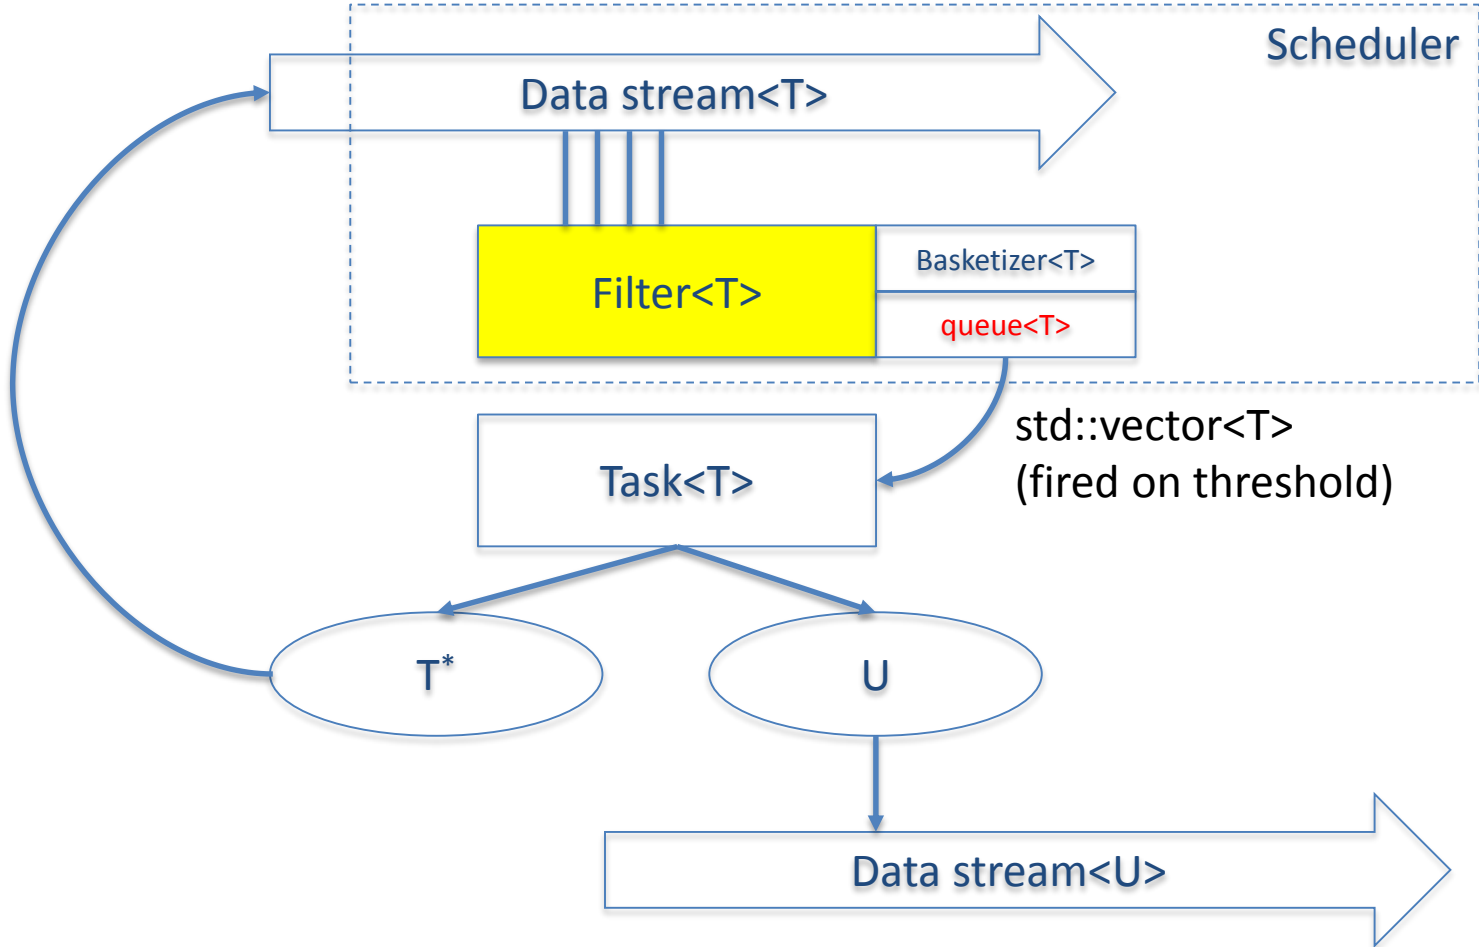 Scheduler
Data stream<T>
Filter<T>
Basketizer<T>
queue<T>
std::vector<T>
(fired on threshold)
Task<T>
T*
U
Data stream<U>